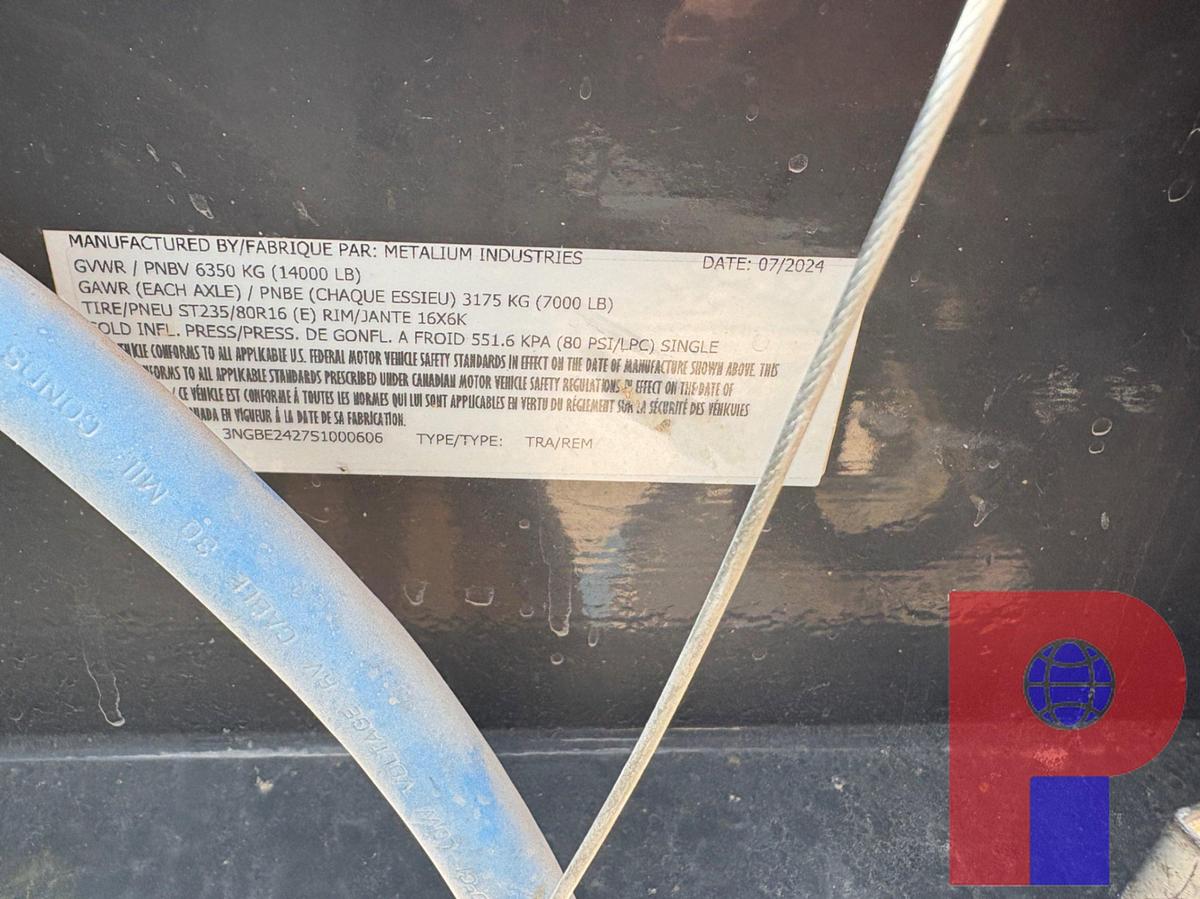 MANUFACTURED BY/FABRIQUE PAR: METALIUM INDUSTRIES DATE: 07/2024
GVWR / PNBV 6350 KG (14000 LB)
GAWR (EACH AXLE) / PNBE (CHAQUE ESSIEU) 3175 KG (7000 LB)
TIRE/PNEU ST235/80R16 (E) RIM/JANTE 16X6K
COLD INFL. PRESS/PRESS. DE GONFL. A FROID 551.6 KPA (80 PSI/LPC) SINGLE
CONFORMS TO ALL APPLICABLE U.S. FEDERAL MOTOR VEHICLE SAFETY STANDARDS IN EFFECT ON THE DATE OF MANUFACTURE SHOWN ABOVE. THIS
TO ALL APPLICABLE STANDARDS PRESCRIBED UNDER CANADIAN MOTOR VEHICLE SAFETY REGULATIONS IN EFFECT ON THE DATE OF
/ CE VÉHICLE EST CONFORME À TOUTES LES NORMES QUI LUI SONT APPLICABLES EN VERTU DU RÈGLEMENT SUR LA SÉCURITÉ DES VÉHICULES
EN VIGUEUR À LA DATE DE SA FABRICATION.
3NGBE2427S1000606 TYPE/TYPE: TRA/REM
LOW VOLTAGE CABLE 80 MIL
P